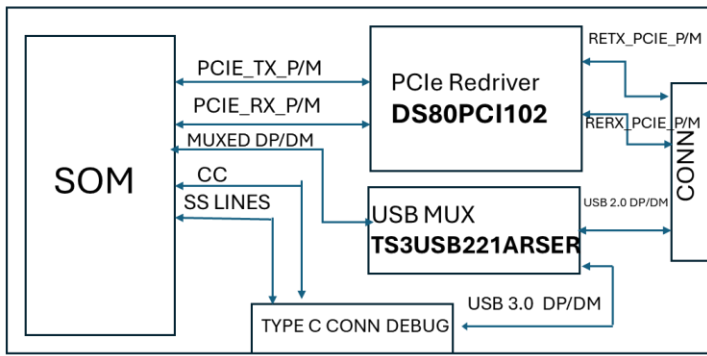 RETX_PCIE_P/M
PCIE_TX_P/M
PCIe Redriver
DS80PCI102
PCIE_RX_P/M
RERX_PCIE_P/M
MUXED DP/DM
CONN
SOM
CC
SS LINES
USB MUX
TS3USB221ARSER
USB 2.0 DP/DM
USB 3.0 DP/DM
TYPE C CONN DEBUG